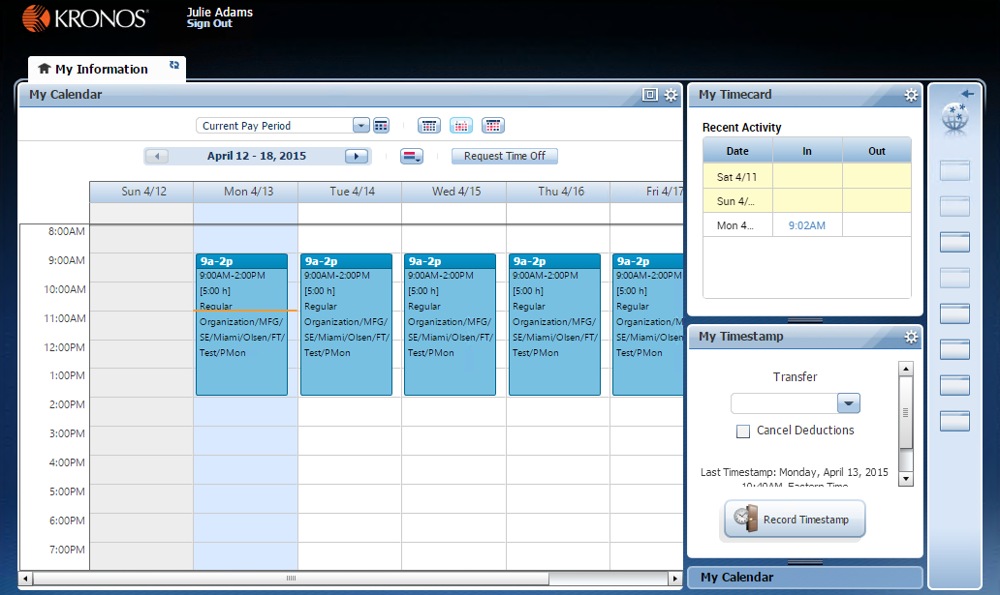 KRONOS
Julie Adams
Sign Out
My Information
My Calendar
Current Pay Period
April 12 - 18, 2015
Request Time Off
Sun 4/12 Mon 4/13 Tue 4/14 Wed 4/15 Thu 4/16 Fri 4/17
8:00AM
9:00AM
10:00AM
11:00AM
12:00PM
1:00PM
2:00PM
3:00PM
4:00PM
5:00PM
6:00PM
7:00PM
9a-2p
9:00AM-2:00PM
[5:00 h]
Regular
Organization/MFG/
SE/Miami/Olsen/FT/
Test/PMon
9a-2p
9:00AM-2:00PM
[5:00 h]
Regular
Organization/MFG/
SE/Miami/Olsen/FT/
Test/PMon
9a-2p
9:00AM-2:00PM
[5:00 h]
Regular
Organization/MFG/
SE/Miami/Olsen/FT/
Test/PMon
9a-2p
9:00AM-2:00PM
[5:00 h]
Regular
Organization/MFG/
SE/Miami/Olsen/FT/
Test/PMon
9a-2p
9:00AM-2:00PM
[5:00 h]
Regular
Organization/MFG
SE/Miami/Olsen
Test/PMon
My Timecard
Recent Activity
Date In Out
Sat 4/11
Sun 4/...
Mon 4... 9:02AM
My Timestamp
Transfer
Cancel Deductions
Last Timestamp: Monday, April 13, 2015
10:40AM Eastern Time
Record Timestamp
My Calendar